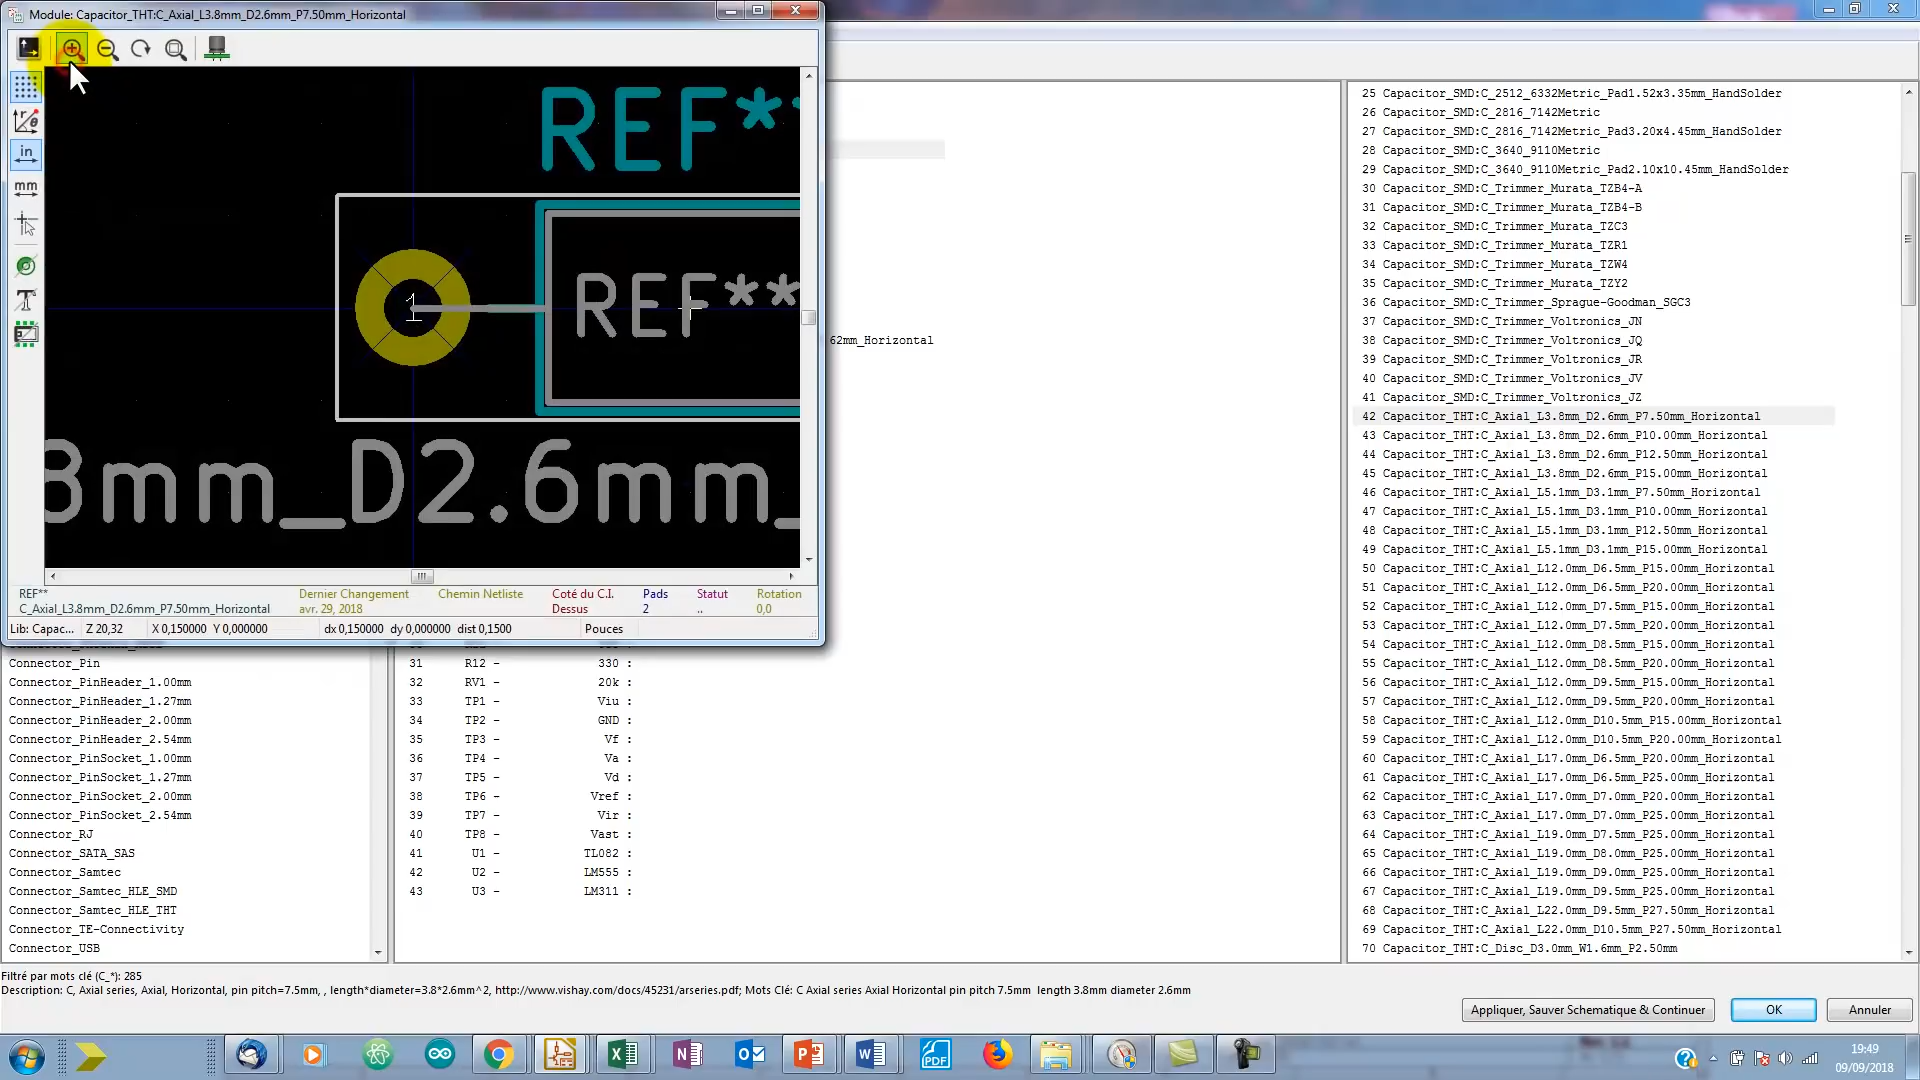 Module: Capacitor_THT:C_Axial_L3.8mm_D2.6mm_P7.50mm_Horizontal
in
mm
REF*
1
REF**
8mm_D2.6mm_
REF**
C_Axial_L3.8mm_D2.6mm_P7.50mm_Horizontal
Dernier Changement
avr. 29, 2018
Chemin Netliste
Coté du C.I.
Dessus
Pads
2
Statut
..
Rotation
0,0
Lib: Capac... Z 20,32 X 0,150000 Y 0,000000 dx 0,150000 dy 0,000000 dist 0,1500 Pouces
Connector_Pin
Connector_PinHeader_1.00mm
Connector_PinHeader_1.27mm
Connector_PinHeader_2.00mm
Connector_PinHeader_2.54mm
Connector_PinSocket_1.00mm
Connector_PinSocket_1.27mm
Connector_PinSocket_2.00mm
Connector_PinSocket_2.54mm
Connector_RJ
Connector_SATA_SAS
Connector_Samtec
Connector_Samtec_HLE_SMD
Connector_Samtec_HLE_THT
Connector_TE-Connectivity
Connector_USB
62mm_Horizontal
31 R12 - 330 :
32 RV1 - 20k :
33 TP1 - Viu :
34 TP2 - GND :
35 TP3 - Vf :
36 TP4 - Va :
37 TP5 - Vd :
38 TP6 - Vref :
39 TP7 - Vir :
40 TP8 - Vast :
41 U1 - TL082 :
42 U2 - LM555 :
43 U3 - LM311 :
25 Capacitor_SMD:C_2512_6332Metric_Pad1.52x3.35mm_HandSolder
26 Capacitor_SMD:C_2816_7142Metric
27 Capacitor_SMD:C_2816_7142Metric_Pad3.20x4.45mm_HandSolder
28 Capacitor_SMD:C_3640_9110Metric
29 Capacitor_SMD:C_3640_9110Metric_Pad2.10x10.45mm_HandSolder
30 Capacitor_SMD:C_Trimmer_Murata_TZB4-A
31 Capacitor_SMD:C_Trimmer_Murata_TZB4-B
32 Capacitor_SMD:C_Trimmer_Murata_TZC3
33 Capacitor_SMD:C_Trimmer_Murata_TZR1
34 Capacitor_SMD:C_Trimmer_Murata_TZW4
35 Capacitor_SMD:C_Trimmer_Murata_TZY2
36 Capacitor_SMD:C_Trimmer_Sprague-Goodman_SGC3
37 Capacitor_SMD:C_Trimmer_Voltronics_JN
38 Capacitor_SMD:C_Trimmer_Voltronics_JQ
39 Capacitor_SMD:C_Trimmer_Voltronics_JR
40 Capacitor_SMD:C_Trimmer_Voltronics_JV
41 Capacitor_SMD:C_Trimmer_Voltronics_JZ
42 Capacitor_THT:C_Axial_L3.8mm_D2.6mm_P7.50mm_Horizontal
43 Capacitor_THT:C_Axial_L3.8mm_D2.6mm_P10.00mm_Horizontal
44 Capacitor_THT:C_Axial_L3.8mm_D2.6mm_P12.50mm_Horizontal
45 Capacitor_THT:C_Axial_L3.8mm_D2.6mm_P15.00mm_Horizontal
46 Capacitor_THT:C_Axial_L5.1mm_D3.1mm_P7.50mm_Horizontal
47 Capacitor_THT:C_Axial_L5.1mm_D3.1mm_P10.00mm_Horizontal
48 Capacitor_THT:C_Axial_L5.1mm_D3.1mm_P12.50mm_Horizontal
49 Capacitor_THT:C_Axial_L5.1mm_D3.1mm_P15.00mm_Horizontal
50 Capacitor_THT:C_Axial_L12.0mm_D6.5mm_P15.00mm_Horizontal
51 Capacitor_THT:C_Axial_L12.0mm_D6.5mm_P20.00mm_Horizontal
52 Capacitor_THT:C_Axial_L12.0mm_D7.5mm_P15.00mm_Horizontal
53 Capacitor_THT:C_Axial_L12.0mm_D7.5mm_P20.00mm_Horizontal
54 Capacitor_THT:C_Axial_L12.0mm_D8.5mm_P15.00mm_Horizontal
55 Capacitor_THT:C_Axial_L12.0mm_D8.5mm_P20.00mm_Horizontal
56 Capacitor_THT:C_Axial_L12.0mm_D9.5mm_P15.00mm_Horizontal
57 Capacitor_THT:C_Axial_L12.0mm_D9.5mm_P20.00mm_Horizontal
58 Capacitor_THT:C_Axial_L12.0mm_D10.5mm_P15.00mm_Horizontal
59 Capacitor_THT:C_Axial_L12.0mm_D10.5mm_P20.00mm_Horizontal
60 Capacitor_THT:C_Axial_L17.0mm_D6.5mm_P20.00mm_Horizontal
61 Capacitor_THT:C_Axial_L17.0mm_D6.5mm_P25.00mm_Horizontal
62 Capacitor_THT:C_Axial_L17.0mm_D7.0mm_P20.00mm_Horizontal
63 Capacitor_THT:C_Axial_L17.0mm_D7.0mm_P25.00mm_Horizontal
64 Capacitor_THT:C_Axial_L19.0mm_D7.5mm_P25.00mm_Horizontal
65 Capacitor_THT:C_Axial_L19.0mm_D8.0mm_P25.00mm_Horizontal
66 Capacitor_THT:C_Axial_L19.0mm_D9.0mm_P25.00mm_Horizontal
67 Capacitor_THT:C_Axial_L19.0mm_D9.5mm_P25.00mm_Horizontal
68 Capacitor_THT:C_Axial_L22.0mm_D9.5mm_P27.50mm_Horizontal
69 Capacitor_THT:C_Axial_L22.0mm_D10.5mm_P27.50mm_Horizontal
70 Capacitor_THT:C_Disc_D3.0mm_W1.6mm_P2.50mm
Filtré par mots clé (C_*): 285
Description: C, Axial series, Axial, Horizontal, pin pitch=7.5mm, , length*diameter=3.8*2.6mm^2, http://www.vishay.com/docs/45231/arseries.pdf; Mots Clé: C Axial series Axial Horizontal pin pitch 7.5mm length 3.8mm diameter 2.6mm
Appliquer, Sauver Schematique & Continuer
OK
Annuler
19:49
09/09/2018